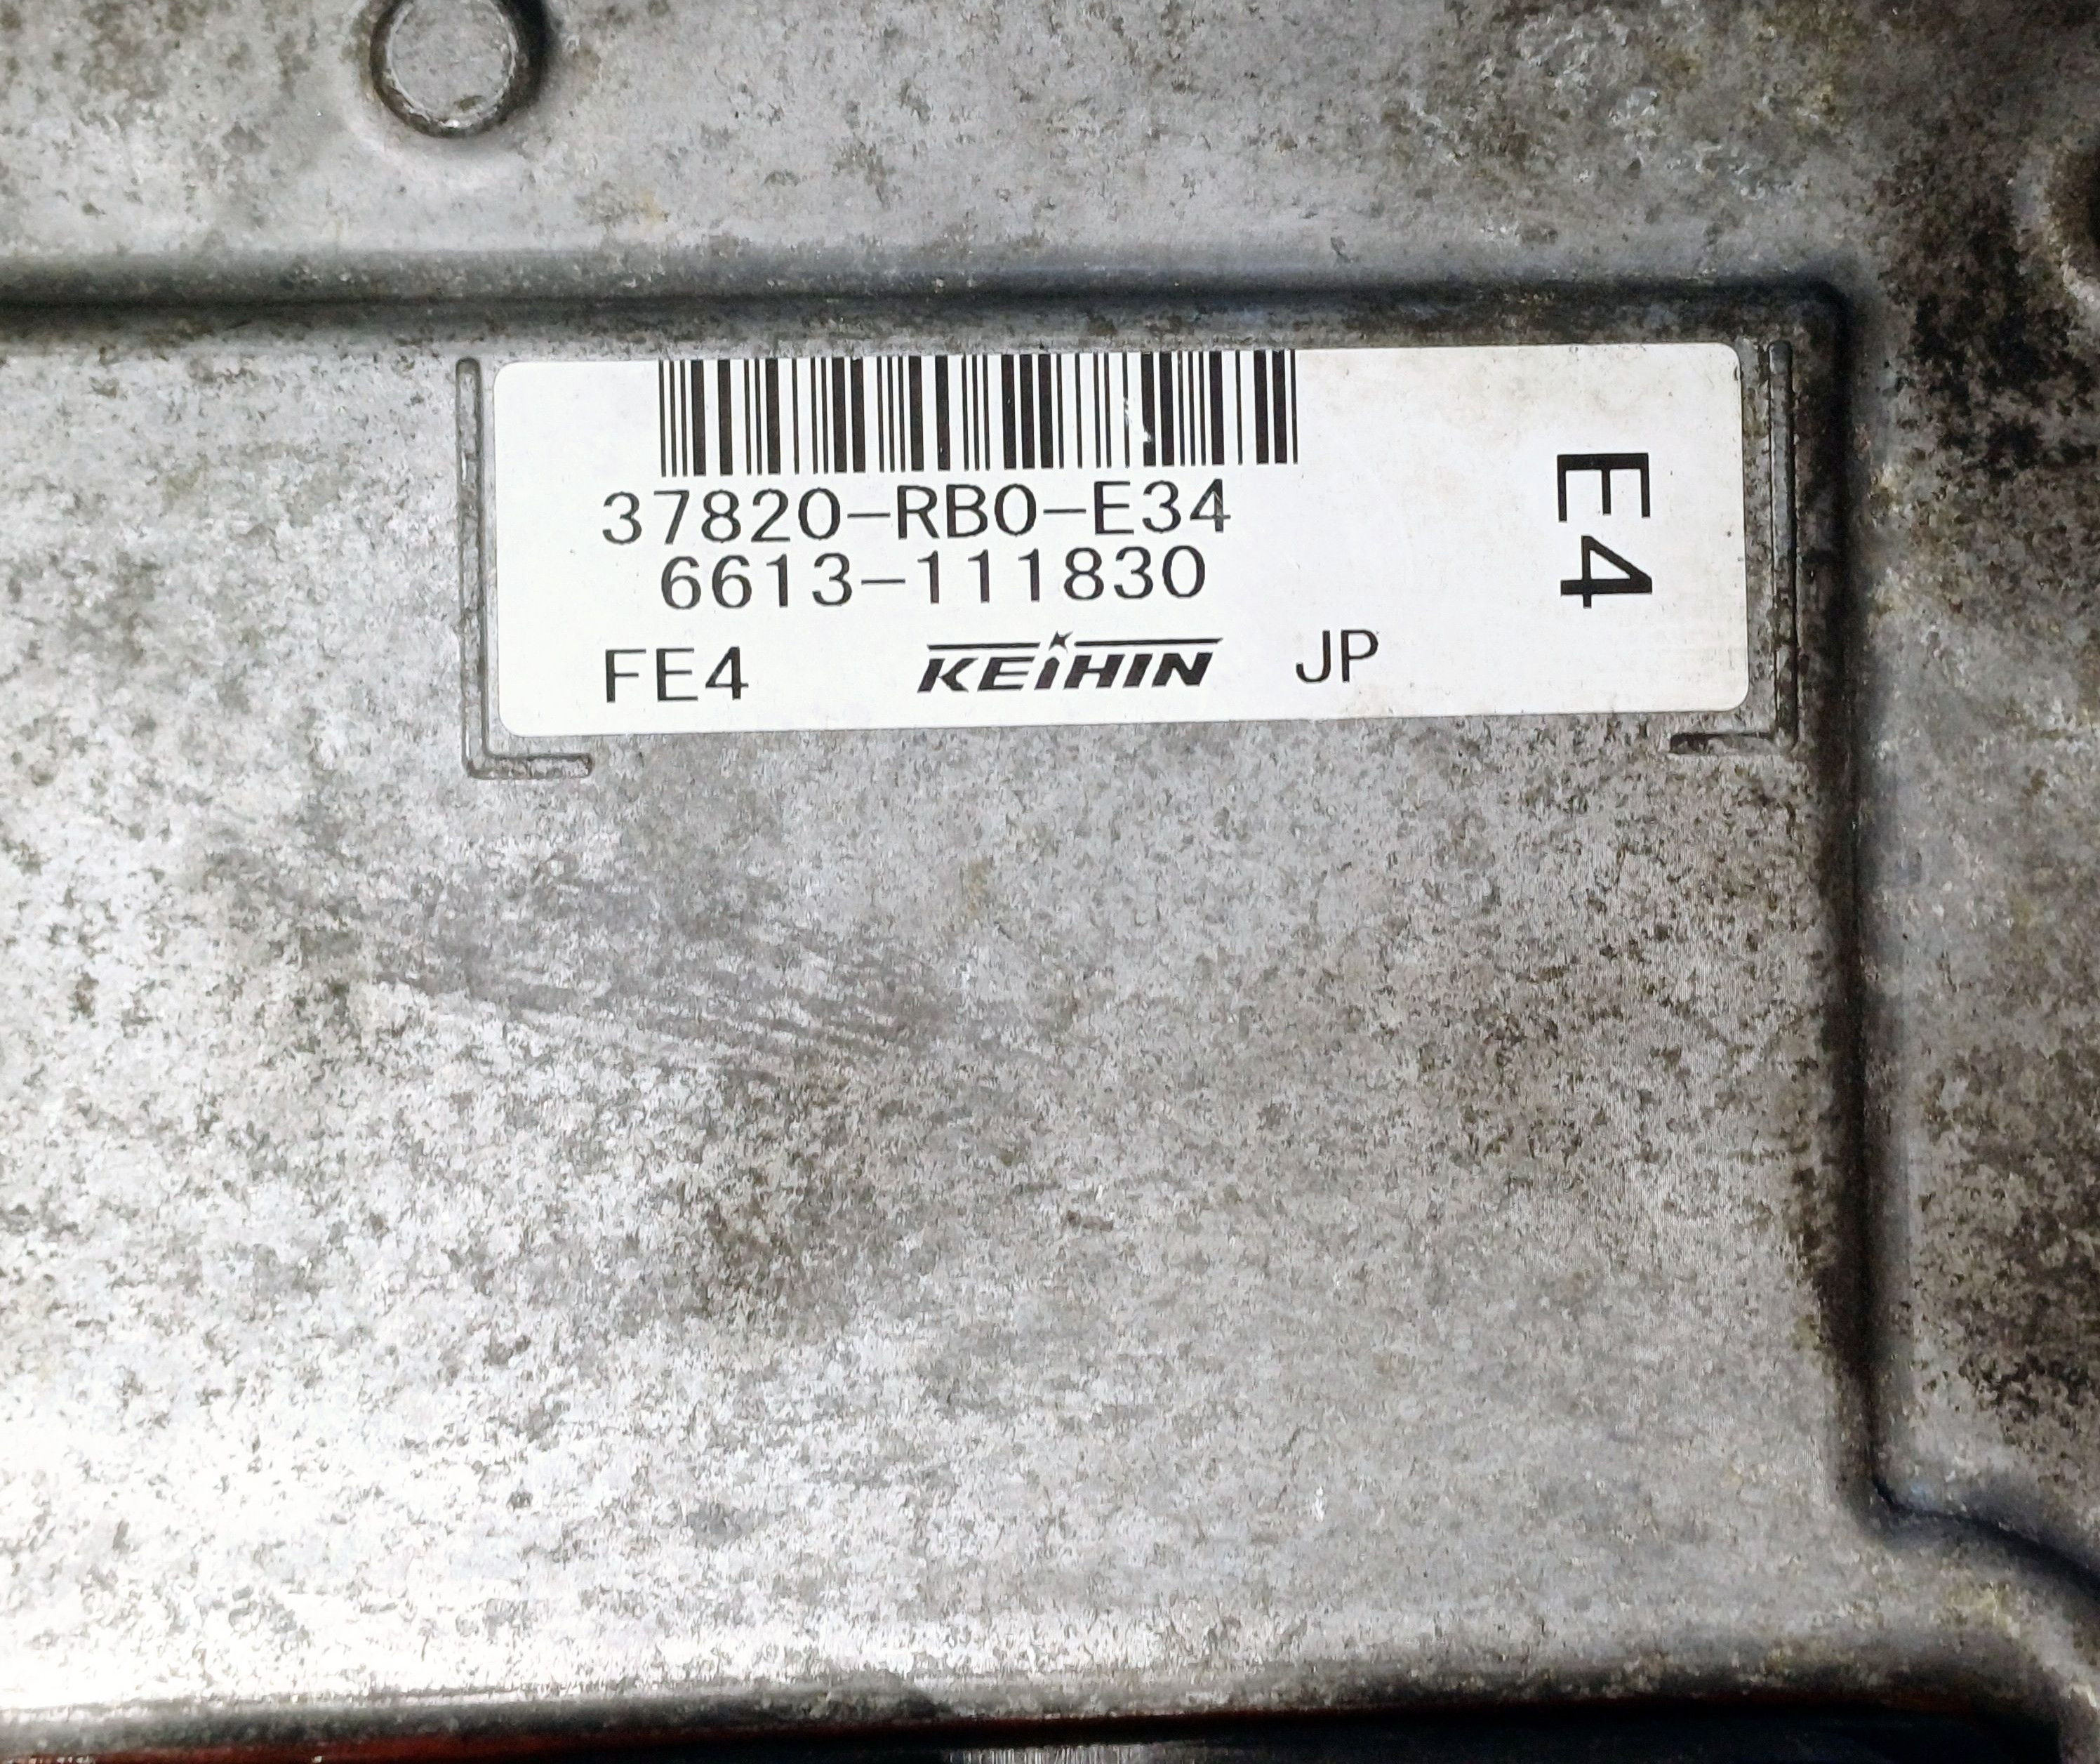 37820-RB0-E34
6613-111830
FE4 KEIHIN JP
E4